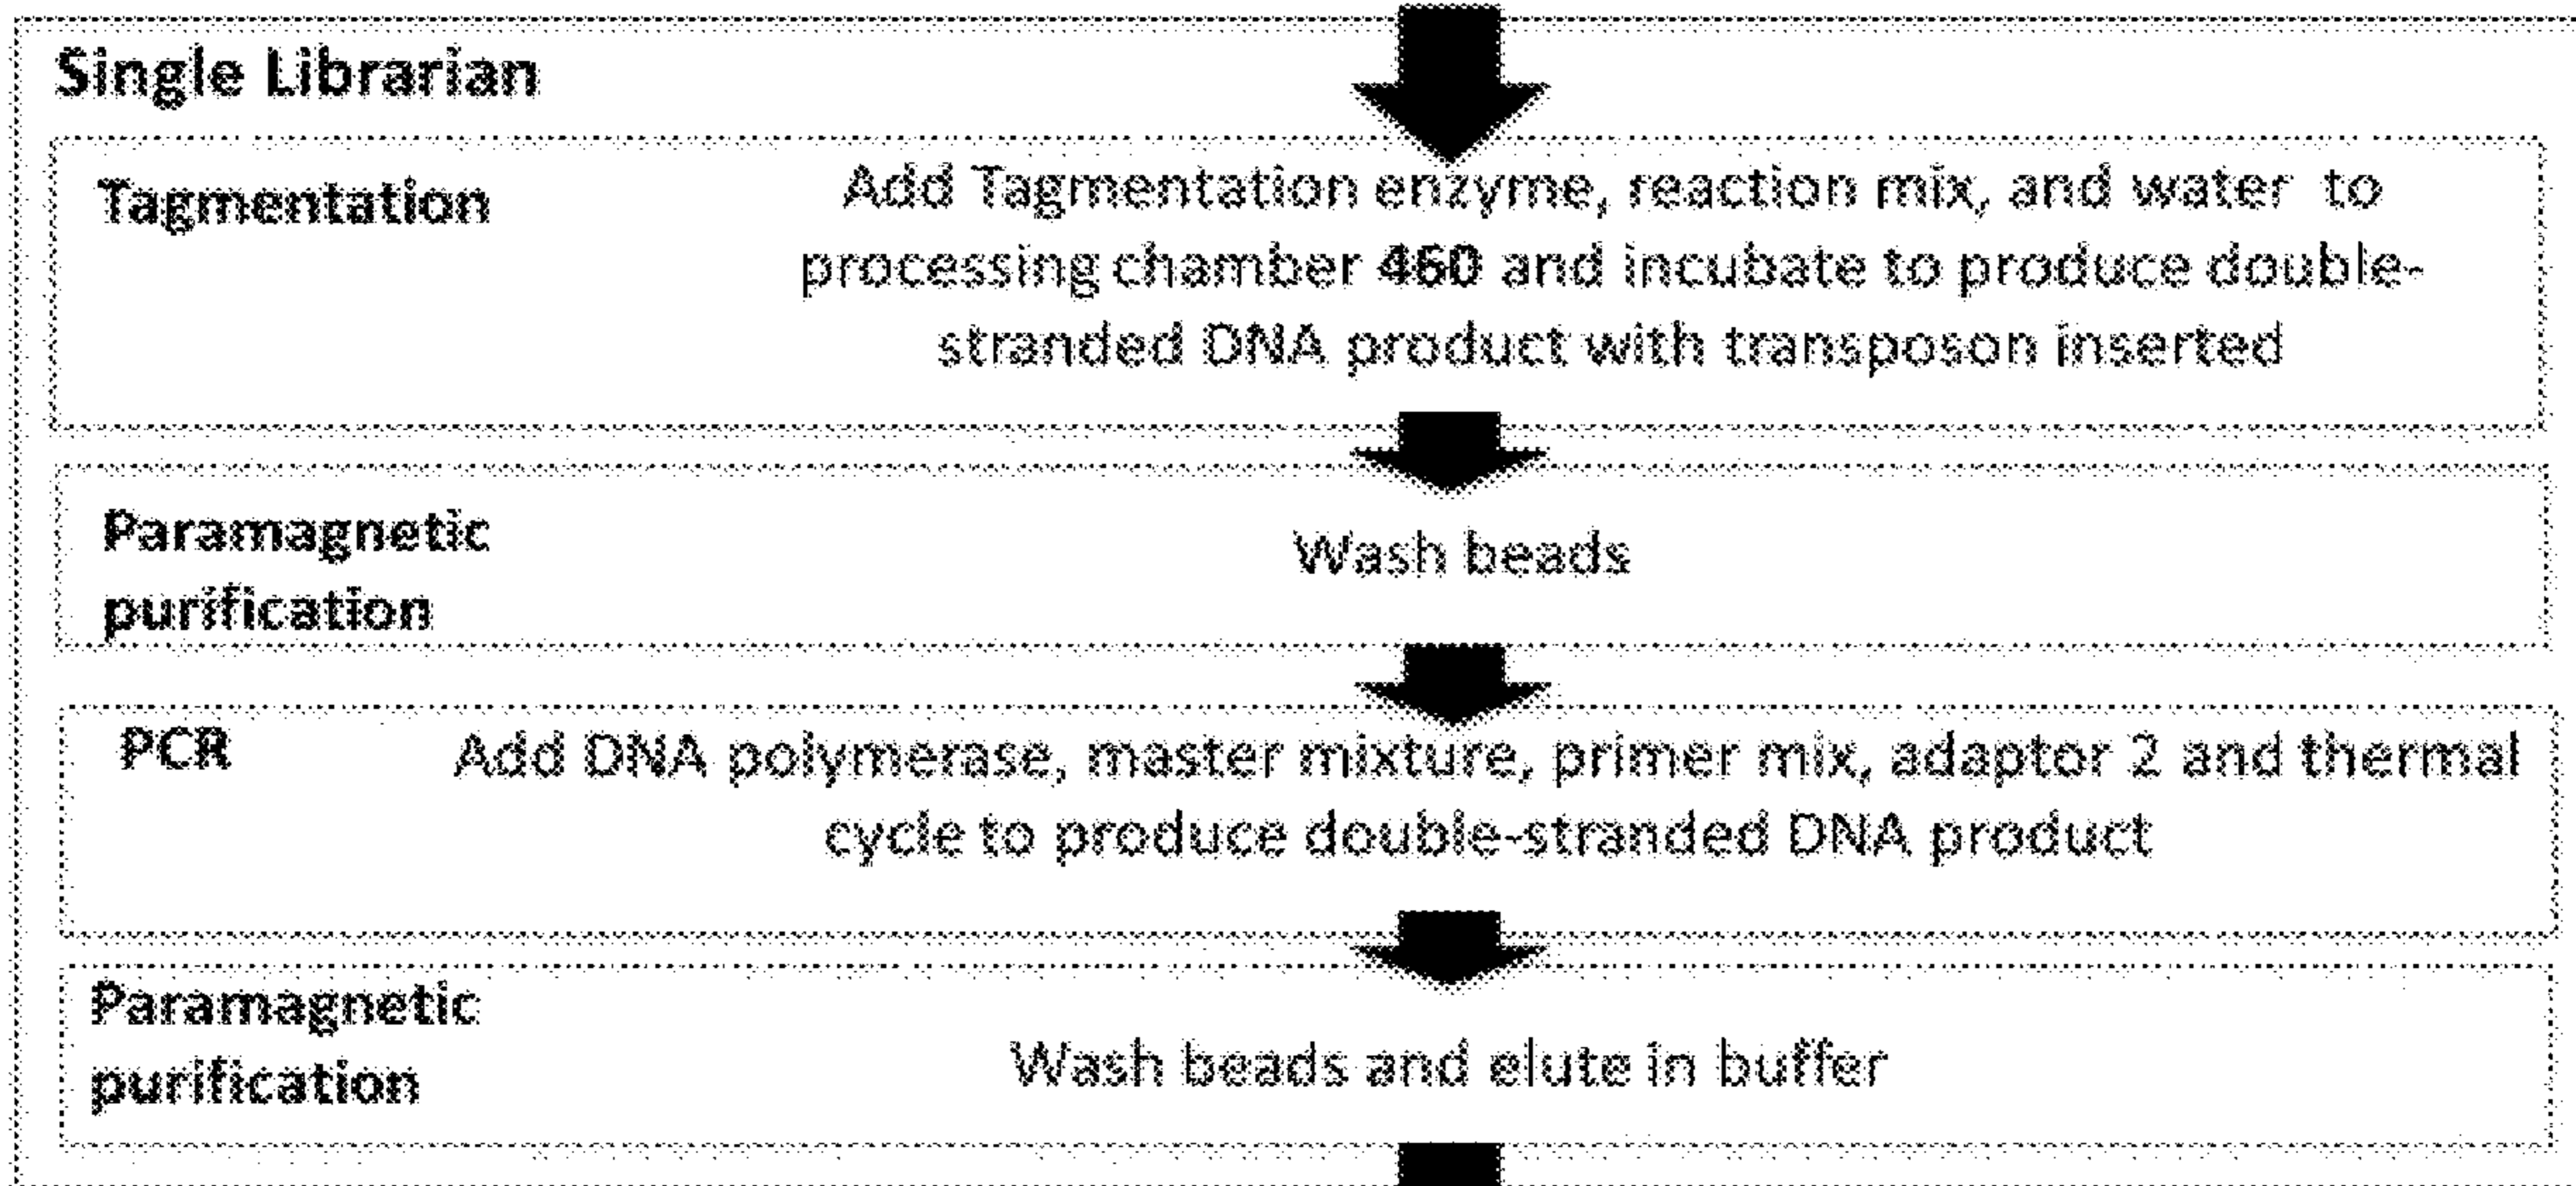 Single Librarian
Tagmentation
Add Tagmentation enzyme, reaction mix, and water to
processing chamber 460 and incubate to produce double-
stranded DNA product with transposon inserted
Paramagnetic
purification
Wash beads
PCR
Add DNA polymerase, master mixture, primer mix, adaptor 2 and thermal
cycle to produce double-stranded DNA product
Paramagnetic
purification
Wash beads and elute in buffer